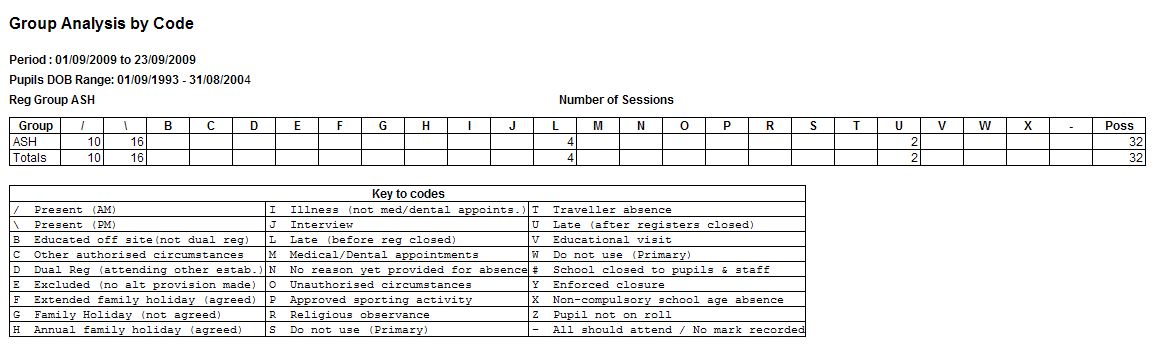 Group Analysis by Code
Period : 01/09/2009 to 23/09/2009
Pupils DOB Range: 01/09/1993 - 31/08/2004
Reg Group ASH Number of Sessions
Group / \ B C D E F G H I J L M N O P R S T U V W X - Poss
ASH 10 16 4 2 32
Totals 10 16 4 2 32
Key to codes
/ Present (AM) I Illness (not med/dental appoints.) T Traveller absence
\ Present (PM) J Interview U Late (after registers closed)
B Educated off site(not dual reg) L Late (before reg closed) V Educational visit
C Other authorised circumstances M Medical/Dental appointments W Do not use (Primary)
D Dual Reg (attending other estab.) N No reason yet provided for absence # School closed to pupils & staff
E Excluded (no alt provision made) O Unauthorised circumstances Y Enforced closure
F Extended family holiday (agreed) P Approved sporting activity X Non-compulsory school age absence
G Family Holiday (not agreed) R Religious observance Z Pupil not on roll
H Annual family holiday (agreed) S Do not use (Primary) - All should attend / No mark recorded